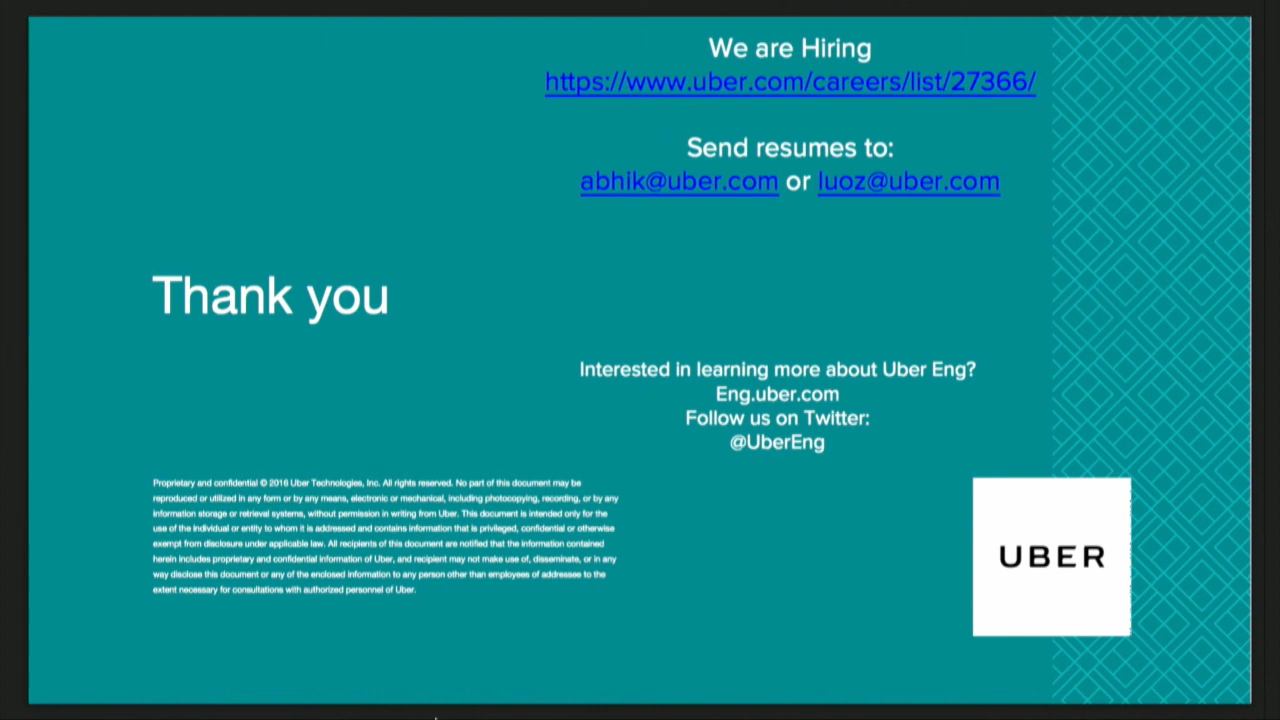 We are Hiring
https://www.uber.com/careers/list/27366/
Send resumes to:
abhik@uber.com or luoz@uber.com
Thank you
Interested in learning more about Uber Eng?
Eng.uber.com
Follow us on Twitter:
@UberEng
Proprietary and confidential © 2016 Uber Technologies, Inc. All rights reserved. No part of this document may be
reproduced or utilized in any form or by any means, electronic or mechanical, including photocopying, recording, or by any
information storage or retrieval systems, without permission in writing from Uber. This document is intended only for the
use of the individual or entity to whom it is addressed and contains information that is privileged, confidential or otherwise
exempt from disclosure under applicable law. All recipients of this document are notified that the information contained
herein includes proprietary and confidential information of Uber, and recipient may not make use of, disseminate, or in any
way disclose this document or any of the enclosed information to any person other than employees of addressee to the
extent necessary for consultations with authorized personnel of Uber.
UBER